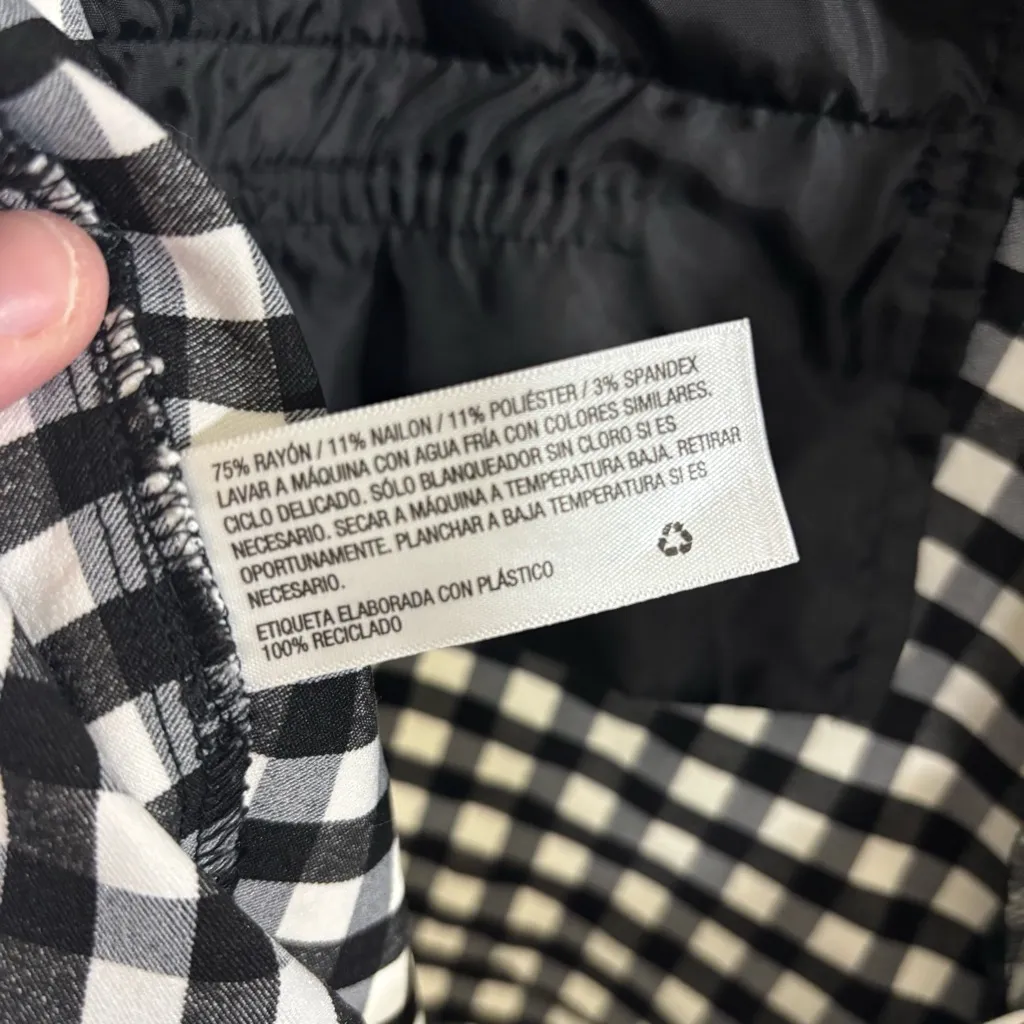 75% RAYÓN / 11% NAILON / 11% POLIÉSTER / 3% SPANDEX
LAVAR A MÁQUINA CON AGUA FRÍA CON COLORES SIMILARES.
CICLO DELICADO. SÓLO BLANQUEADOR SIN CLORO SI ES
NECESARIO. SECAR A MÁQUINA A TEMPERATURA BAJA. RETIRAR
OPORTUNAMENTE. PLANCHAR A BAJA TEMPERATURA SI ES
NECESARIO.
ETIQUETA ELABORADA CON PLÁSTICO
100% RECICLADO